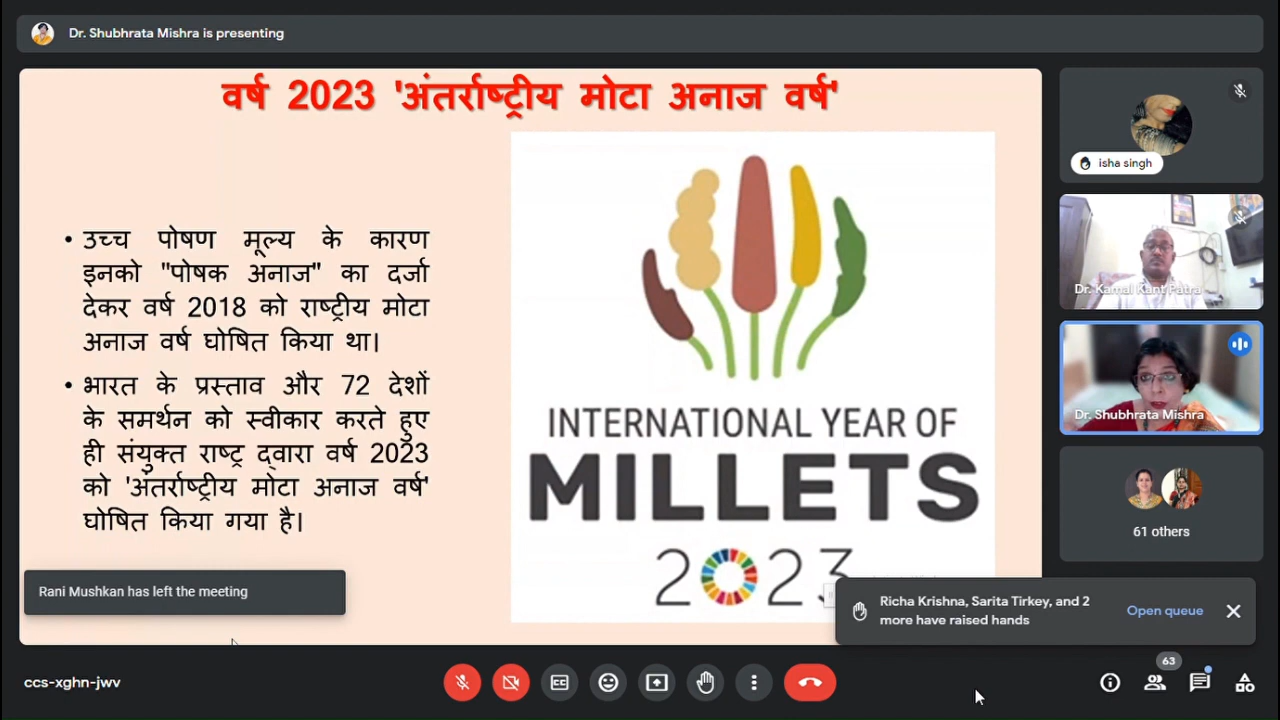 Dr. Shubhrata Mishra is presenting
वर्ष 2023 'अंतर्राष्ट्रीय मोटा अनाज वर्ष'
• उच्च पोषण मूल्य के कारण
इनको "पोषक अनाज" का दर्जा
देकर वर्ष 2018 को राष्ट्रीय मोटा
अनाज वर्ष घोषित किया था।
• भारत के प्रस्ताव और 72 देशों
के समर्थन को स्वीकार करते हुए
ही संयुक्त राष्ट्र द्वारा वर्ष 2023
को 'अंतर्राष्ट्रीय मोटा अनाज वर्ष'
घोषित किया गया है।
INTERNATIONAL YEAR OF
MILLETS
2023
isha singh
Dr. Kamal Kant Patra
Dr. Shubhrata Mishra
61 others
Rani Mushkan has left the meeting
Richa Krishna, Sarita Tirkey, and 2
more have raised hands
Open queue
ccs-xghn-jwv
63